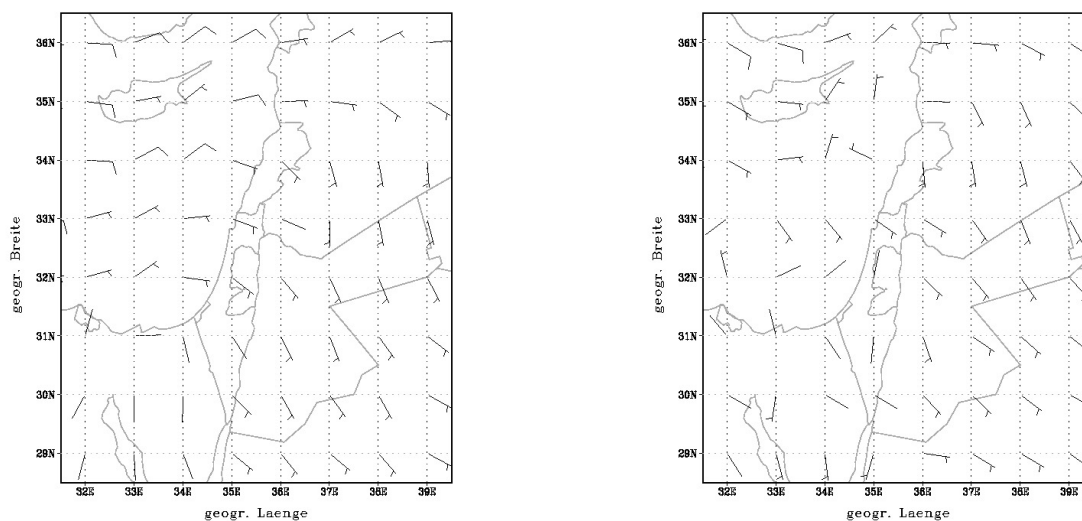 36N
35N
34N
33N
32N
31N
30N
29N
geogr. Breite
32E 33E 34E 35E 36E 37E 38E 39E
geogr. Laenge
36N
35N
34N
33N
32N
31N
30N
29N
geogr. Breite
32E 33E 34E 35E 36E 37E 38E 39E
geogr. Laenge